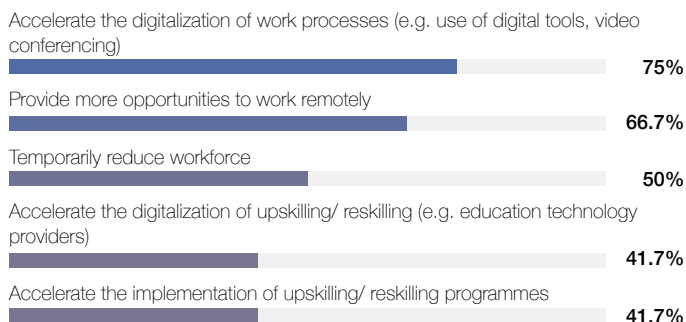 Accelerate the digitalization of work processes (e.g. use of digital tools, video
conferencing)
75%
Provide more opportunities to work remotely
66.7%
Temporarily reduce workforce
50%
Accelerate the digitalization of upskilling/ reskilling (e.g. education technology
providers)
41.7%
Accelerate the implementation of upskilling/ reskilling programmes
41.7%